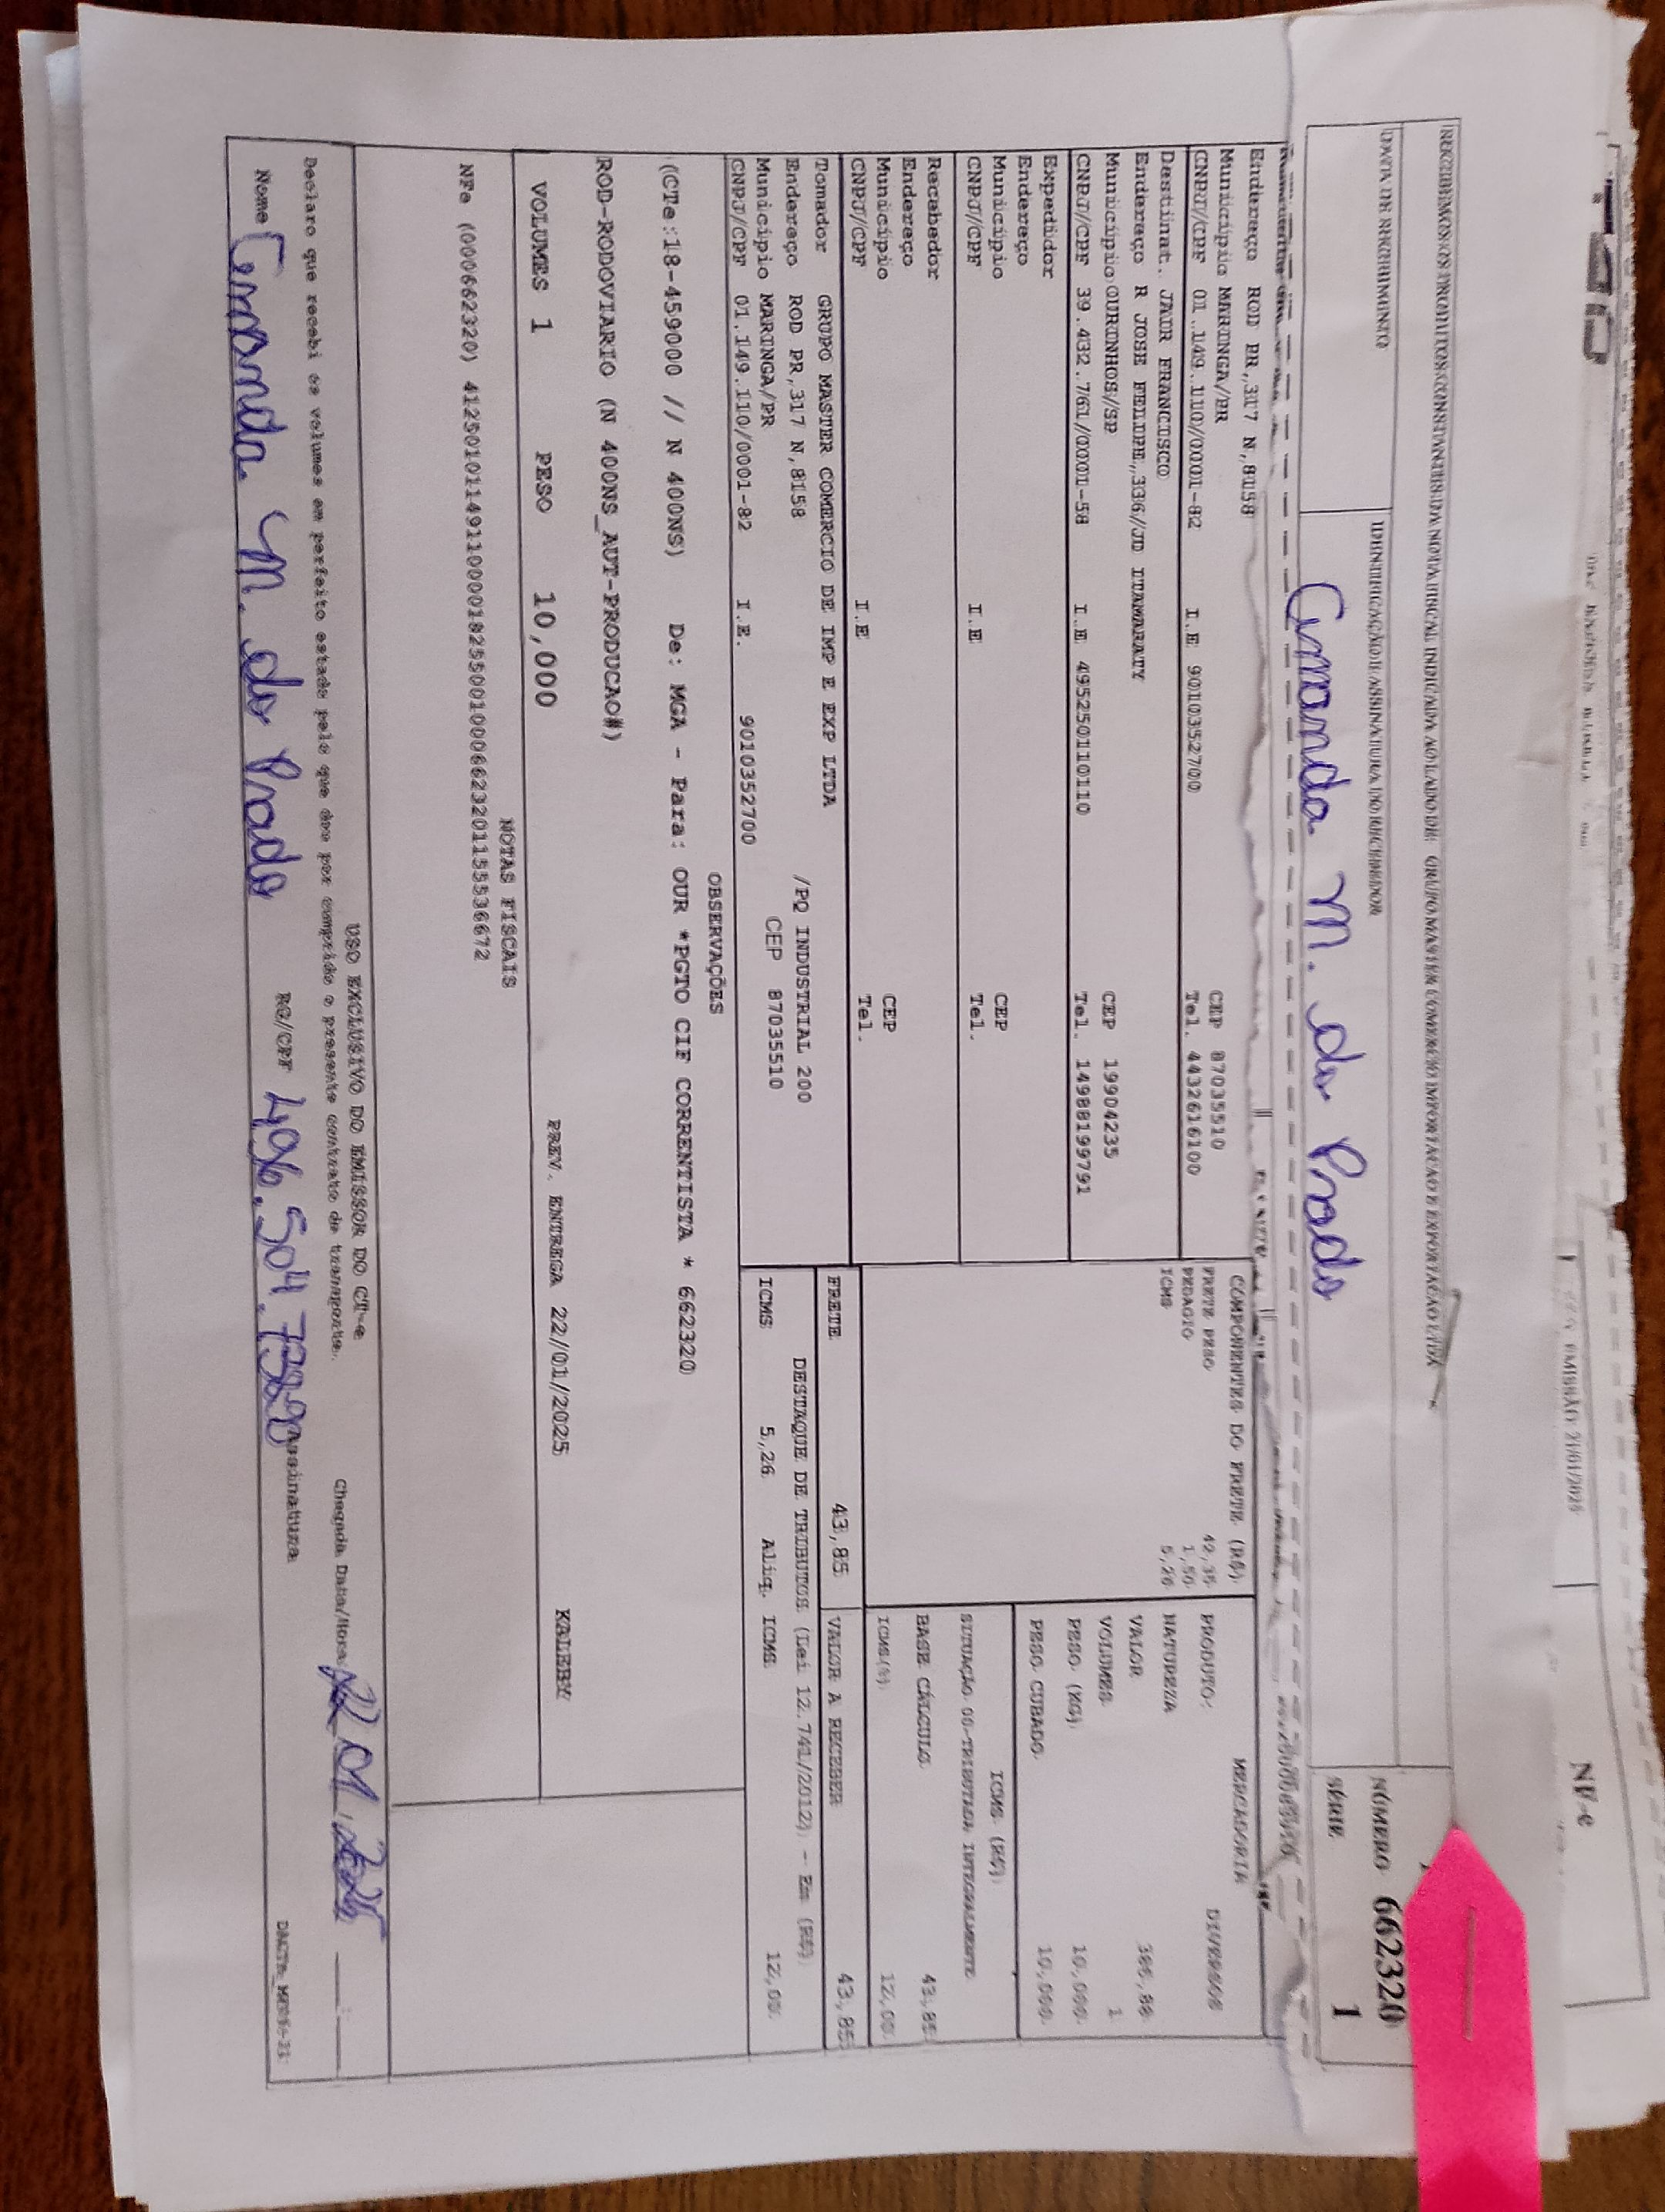 EMISSÃO: 21/01/2025
NF-e
RECEBEMOS OS PRODUTOS CONSTANTES DA NOTA FISCAL INDICADA AO LADO DE: GRUPO MASTER COMERCIO IMPORTACAO E EXPORTACAO LTDA
DATA DE RECEBIMENTO
IDENTIFICAÇÃO E ASSINATURA DO RECEBEDOR
Amanda M. do Prado
NÚMERO 662320
SÉRIE 1
Endereço ROD PR,317 N,8158
Município MARINGA/PR CEP 87035510
CNPJ/CPF 01.149.110/0001-82 I.E 9010352700 Tel. 4432616100
Destinat. JAIR FRANCISCO
Endereço R JOSE FELIPE,336/JD ITAMARATY
Município OURINHOS/SP CEP 19904235
CNPJ/CPF 39.432.761/0001-58 I.E 495250110110 Tel. 14988199791
Expedidor
Endereço
Município CEP
CNPJ/CPF I.E Tel.
Recebedor
Endereço
Município CEP
CNPJ/CPF I.E Tel.
Tomador GRUPO MASTER COMERCIO DE IMP E EXP LTDA
Endereço ROD PR,317 N,8158 /PQ INDUSTRIAL 200
Município MARINGA/PR CEP 87035510
CNPJ/CPF 01.149.110/0001-82 I.E. 9010352700
COMPONENTES DO FRETE (R$)
FRETE PESO 42,35
PEDAGIO 1,50
ICMS 5,26
MERCADORIA
PRODUTO DIVERSOS
NATUREZA
VALOR
VOLUMES 1
PESO (KG) 10,000
PESO CUBADO 10,000
ICMS (R$)
SITUAÇÃO 00-TRIBUTADA INTEGRALMENTE
BASE CÁLCULO 43,85
ICMS(%) 12,00
FRETE 43,85 VALOR A RECEBER 43,85
DESTAQUE DE TRIBUTOS (Lei 12.741/2012) - Em (R$)
ICMS 5,26 Aliq. ICMS 12,00
OBSERVAÇÕES
(CTe:18-459000 // N 400NS) De: MGA - Para: OUR *PGTO CIF CORRENTISTA * 662320
ROD-RODOVIARIO (N 400NS_AUT-PRODUCAO#)
VOLUMES 1 PESO 10,000 PREV. ENTREGA 22/01/2025 KALEBY
NOTAS FISCAIS
NFe (000662320) 41250101149110000182550010006623201155536672
USO EXCLUSIVO DO EMISSOR DO CT-e
Declaro que recebi os volumes em perfeito estado pelo que dou por cumprido o presente contrato de transporte. Chegada Data/Hora 22 01 2025
Nome Amanda M. do Prado RG/CPF 496.504.738 Assinatura